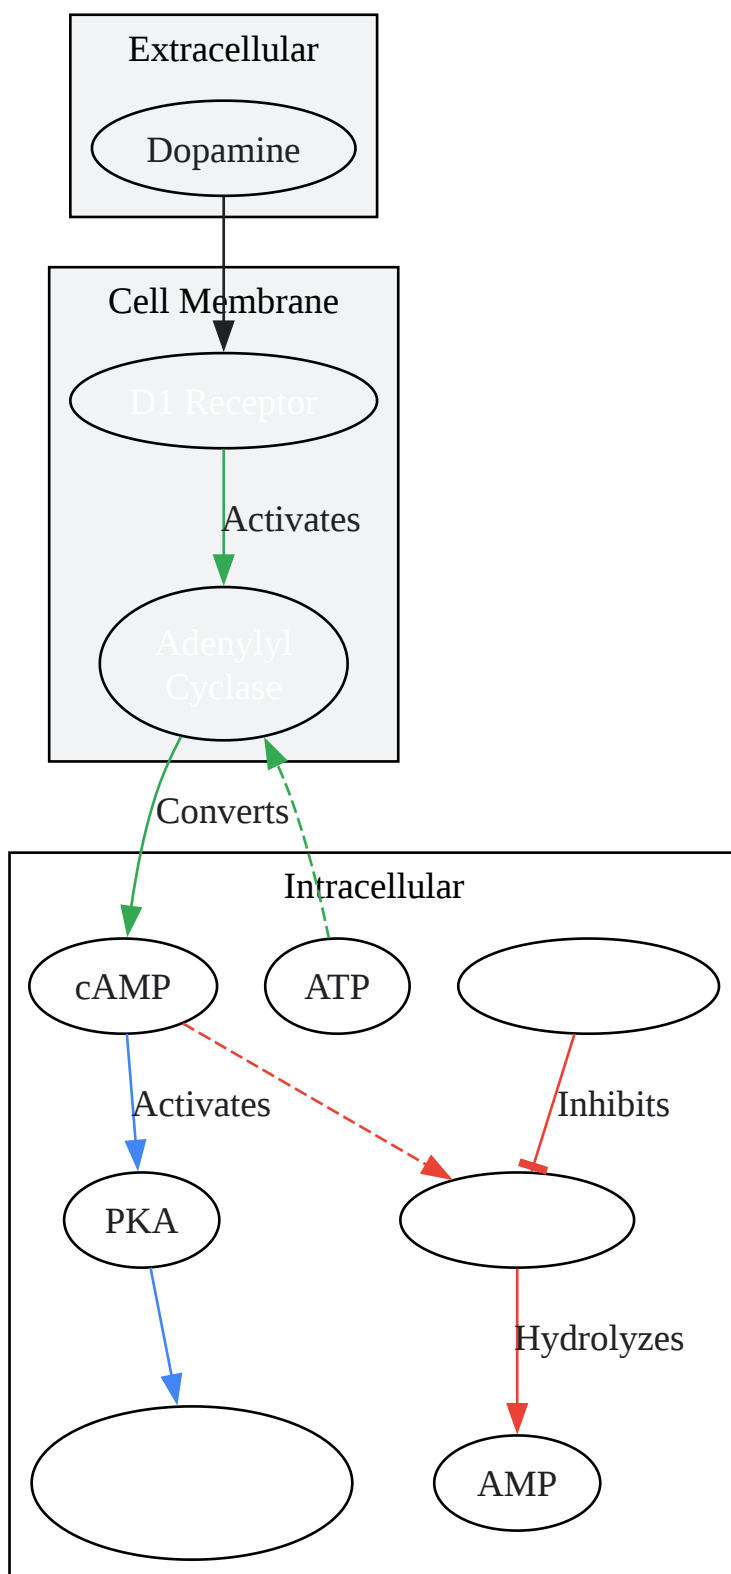 Extracellular
Dopamine
Cell Membrane
D1 Receptor
Activates
Adenylyl
Cyclase
Converts
Intracellular
cAMP
ATP
Activates
Inhibits
PKA
Hydrolyzes
AMP